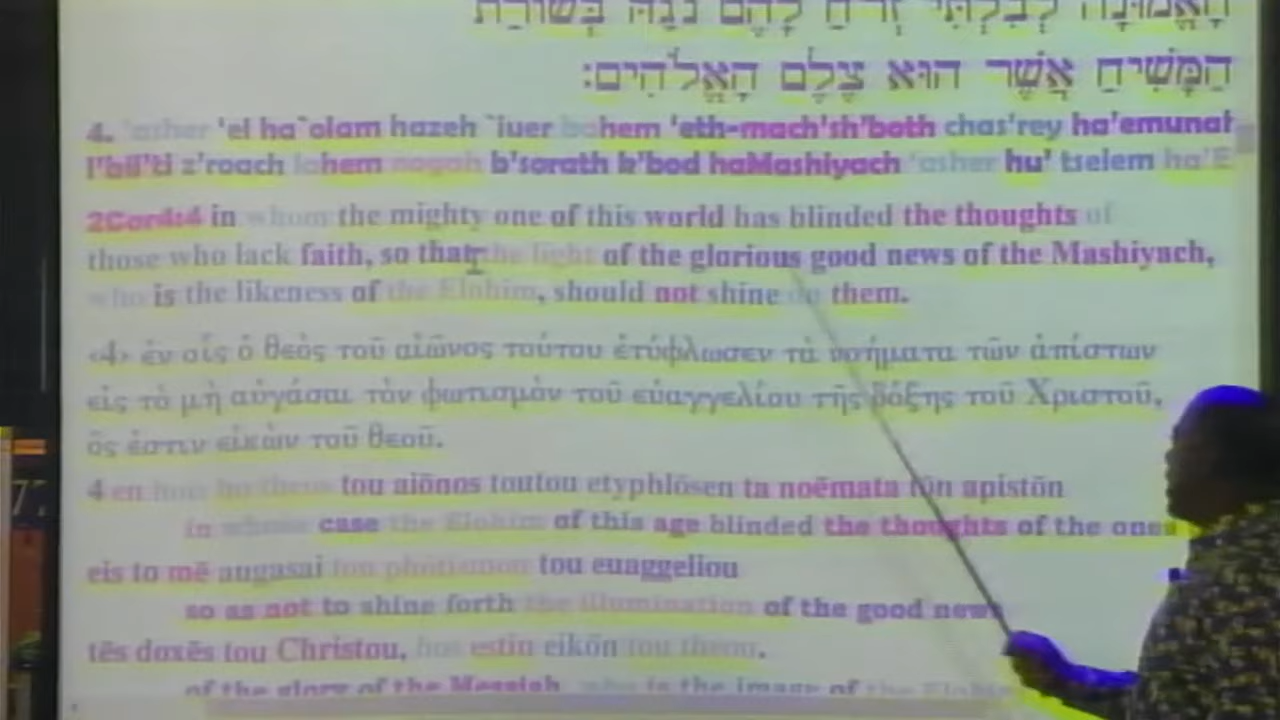 הָאֱמוּנָה לְבִלְתִּי זְרֹחַ לָהֶם נֹגַהּ בְּשׂוֹרַת
הַמָּשִׁיחַ אֲשֶׁר הוּא צֶלֶם הָאֱלֹהִים:
4. 'asher 'el ha`olam hazeh `iuer bahem 'eth-mach'sh'both chas'rey ha'emunah
l'bil'ti z'roach lahem nogah b'sorath k'bod haMashiyach 'asher hu' tselem ha'E
2Cor4:4 in whom the mighty one of this world has blinded the thoughts of
those who lack faith, so that the light of the glorious good news of the Mashiyach,
who is the likeness of the Elohim, should not shine to them.
<4> ἐν οἷς ὁ θεὸς τοῦ αἰῶνος τούτου ἐτύφλωσεν τὰ νοήματα τῶν ἀπίστων
εἰς τὸ μὴ αὐγάσαι τὸν φωτισμὸν τοῦ εὐαγγελίου τῆς δόξης τοῦ Χριστοῦ,
ὅς ἐστιν εἰκὼν τοῦ θεοῦ.
4 en hois ho theos tou aiōnos toutou etyphlōsen ta noēmata tōn apistōn
in whose case the Elohim of this age blinded the thoughts of the ones
eis to mē augasai ton phōtismon tou euaggeliou
so as not to shine forth the illumination of the good news
tēs doxēs tou Christou, hos estin eikōn tou theou.
of the glory of the Messiah, who is the image of the Elohim